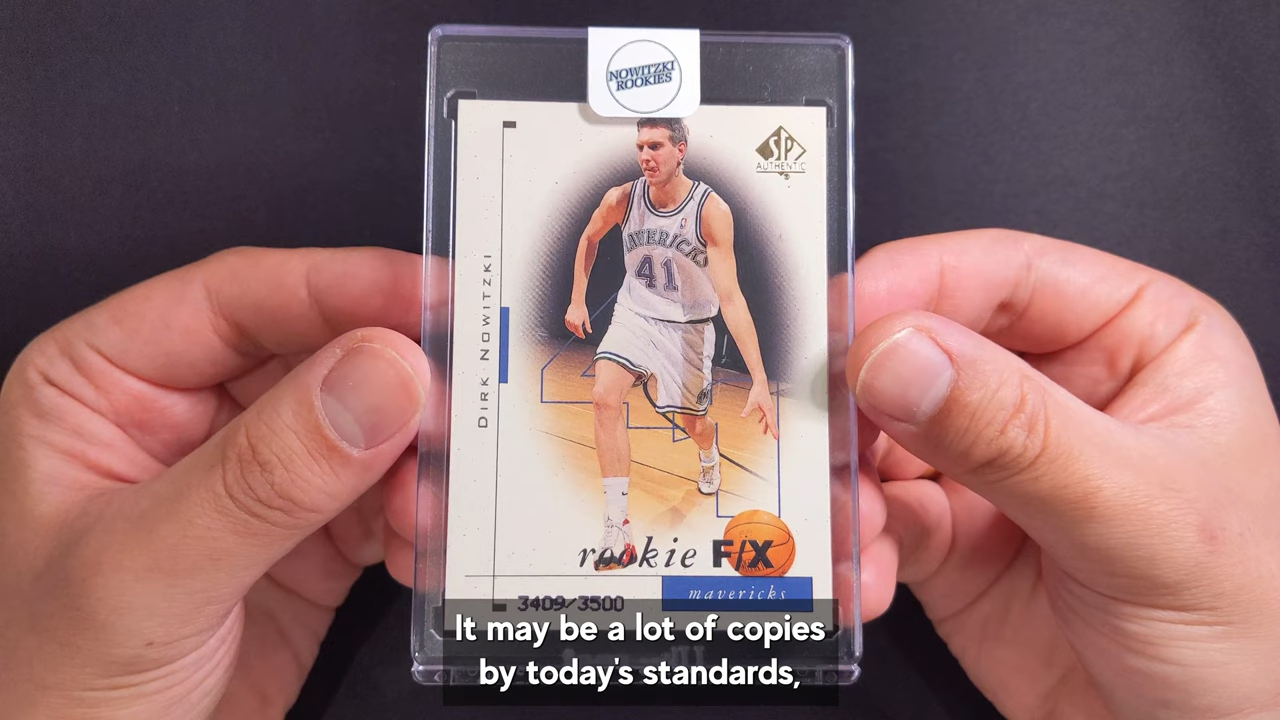 NOWITZKI
ROOKIES
SP
AUTHENTIC
DIRK NOWITZKI
MAVERICKS
41
rookie F/X
mavericks
3409/3500
It may be a lot of copies
by today's standards,